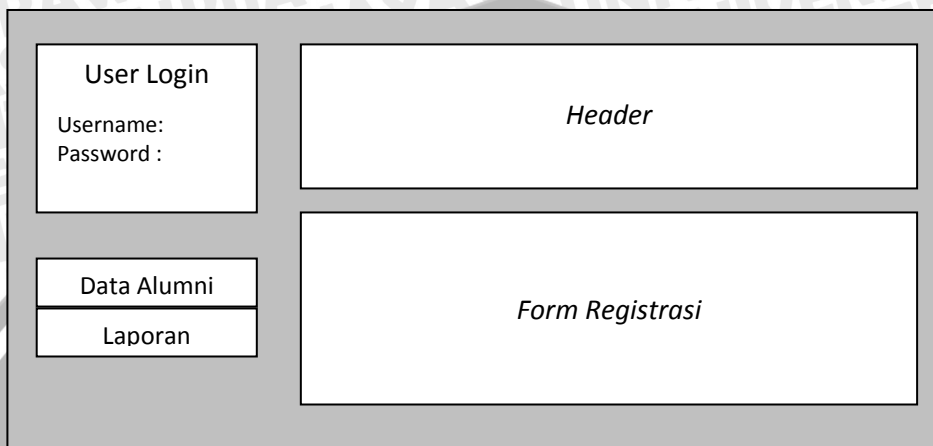 User Login
Username:
Password :
Data Alumni
Laporan
Header
Form Registrasi